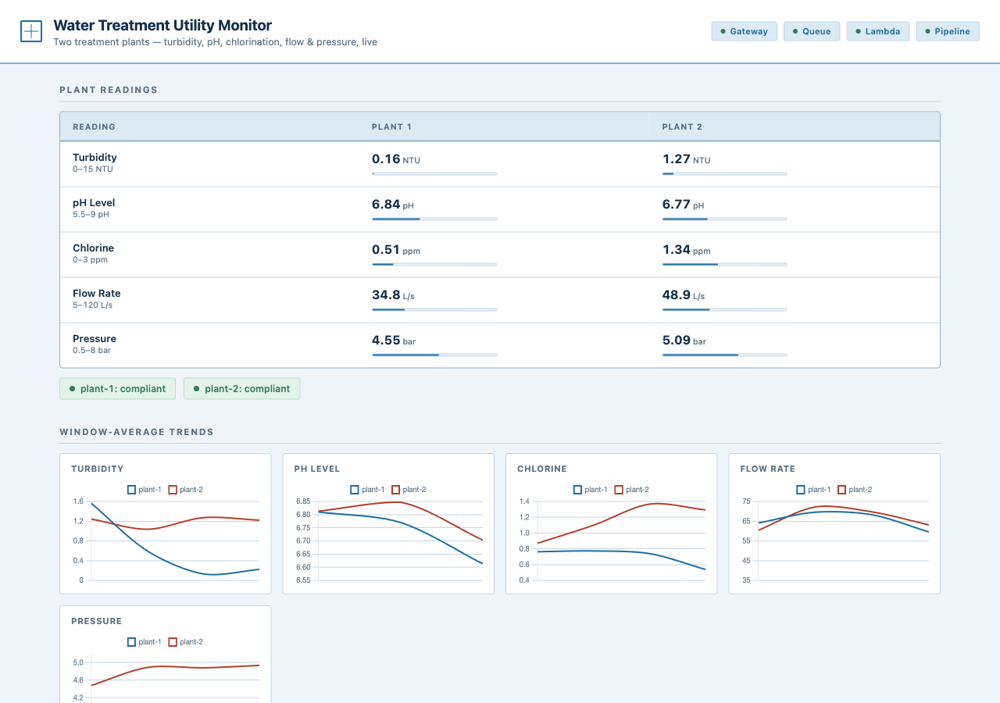 Water Treatment Utility Monitor
Two treatment plants — turbidity, pH, chlorination, flow & pressure, live
Gateway
Queue
Lambda
Pipeline
PLANT READINGS
READING PLANT 1 PLANT 2
Turbidity
0–15 NTU
0.16 NTU
1.27 NTU
pH Level
5.5–9 pH
6.84 pH
6.77 pH
Chlorine
0–3 ppm
0.51 ppm
1.34 ppm
Flow Rate
5–120 L/s
34.8 L/s
48.9 L/s
Pressure
0.5–8 bar
4.55 bar
5.09 bar
plant-1: compliant
plant-2: compliant
WINDOW-AVERAGE TRENDS
TURBIDITY
plant-1 plant-2
1.6
1.2
0.8
0.4
0
PH LEVEL
plant-1 plant-2
6.85
6.80
6.75
6.70
6.65
6.60
6.55
CHLORINE
plant-1 plant-2
1.4
1.2
1.0
0.8
0.6
0.4
FLOW RATE
plant-1 plant-2
75
65
55
45
35
PRESSURE
plant-1 plant-2
5.0
4.6
4.2